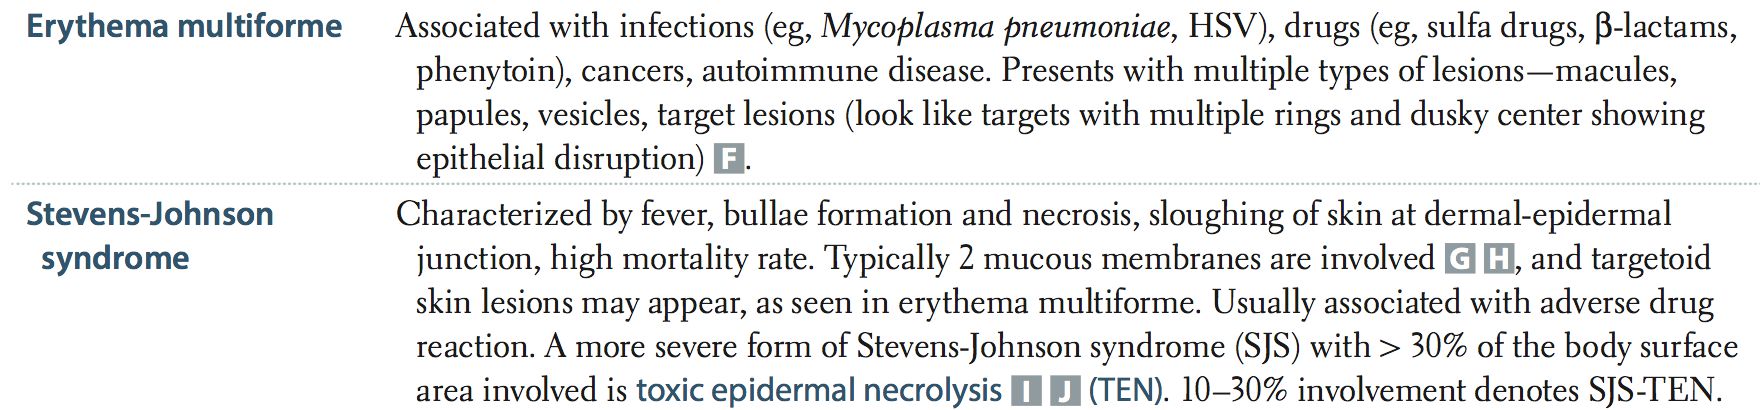 Erythema multiforme Associated with infections (eg, Mycoplasma pneumoniae, HSV), drugs (eg, sulfa drugs, β-lactams,
phenytoin), cancers, autoimmune disease. Presents with multiple types of lesions—macules,
papules, vesicles, target lesions (look like targets with multiple rings and dusky center showing
epithelial disruption) F.
Stevens-Johnson Characterized by fever, bullae formation and necrosis, sloughing of skin at dermal-epidermal
syndrome junction, high mortality rate. Typically 2 mucous membranes are involved G H, and targetoid
skin lesions may appear, as seen in erythema multiforme. Usually associated with adverse drug
reaction. A more severe form of Stevens-Johnson syndrome (SJS) with > 30% of the body surface
area involved is toxic epidermal necrolysis I J (TEN). 10–30% involvement denotes SJS-TEN.